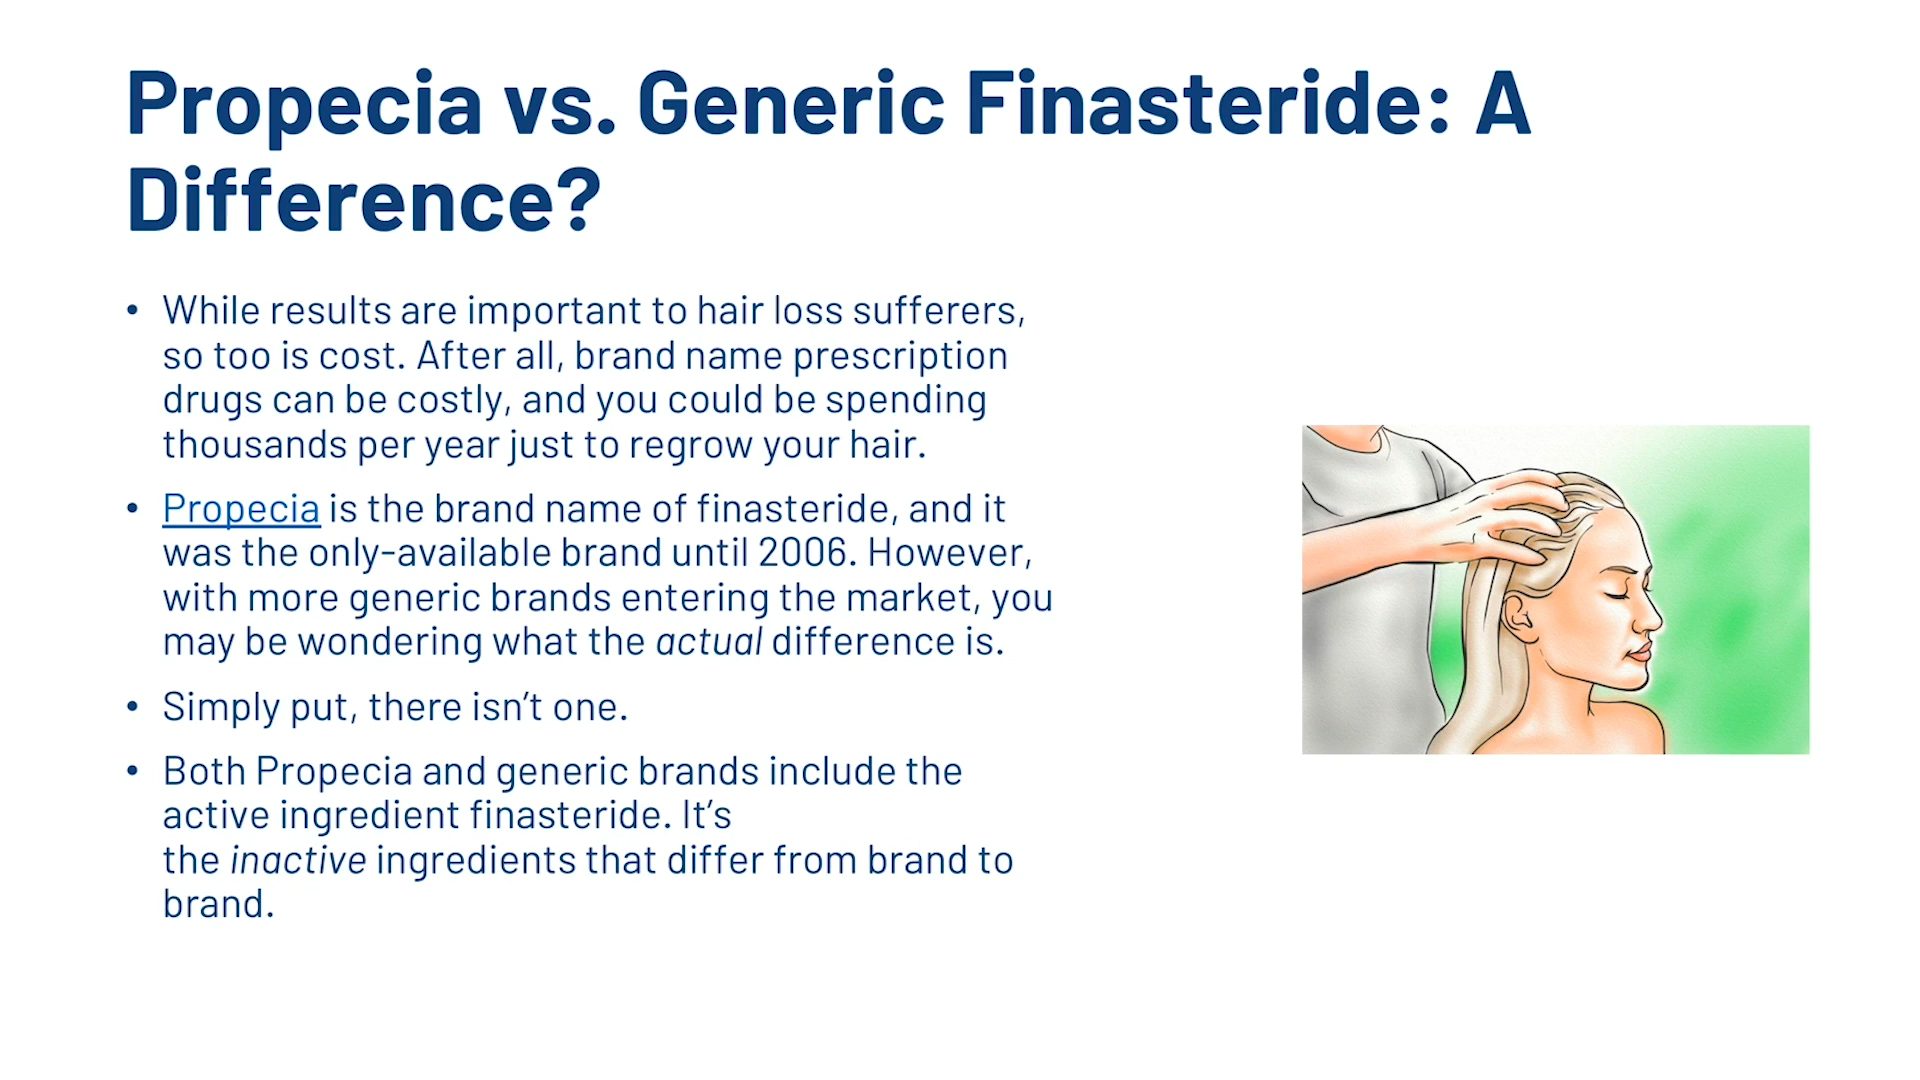 Propecia vs. Generic Finasteride: A
Difference?
• While results are important to hair loss sufferers,
so too is cost. After all, brand name prescription
drugs can be costly, and you could be spending
thousands per year just to regrow your hair.
• Propecia is the brand name of finasteride, and it
was the only-available brand until 2006. However,
with more generic brands entering the market, you
may be wondering what the actual difference is.
• Simply put, there isn’t one.
• Both Propecia and generic brands include the
active ingredient finasteride. It’s
the inactive ingredients that differ from brand to
brand.